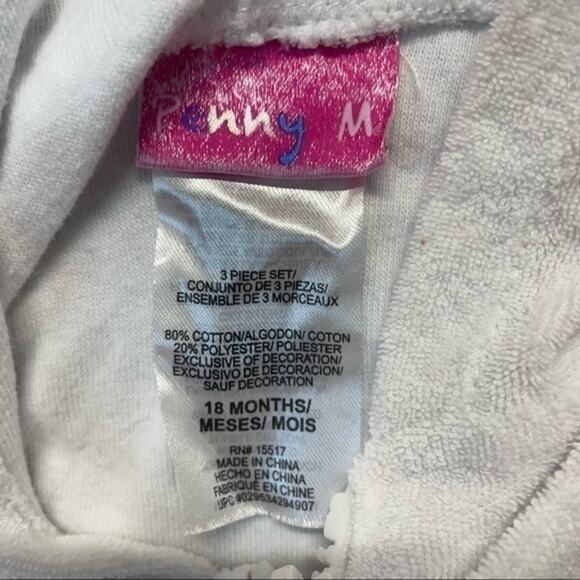 Penny M
3 PIECE SET/
CONJUNTO DE 3 PIEZAS/
ENSEMBLE DE 3 MORCEAUX
80% COTTON/ALGODON/ COTON
20% POLYESTER/ POLIESTER
EXCLUSIVE OF DECORATION/
EXCLUSIVO DE DECORACION/
SAUF DECORATION
18 MONTHS/
MESES/ MOIS
RN# 15517
MADE IN CHINA
HECHO EN CHINA
FABRIQUÉ EN CHINE
UPC #029534294907